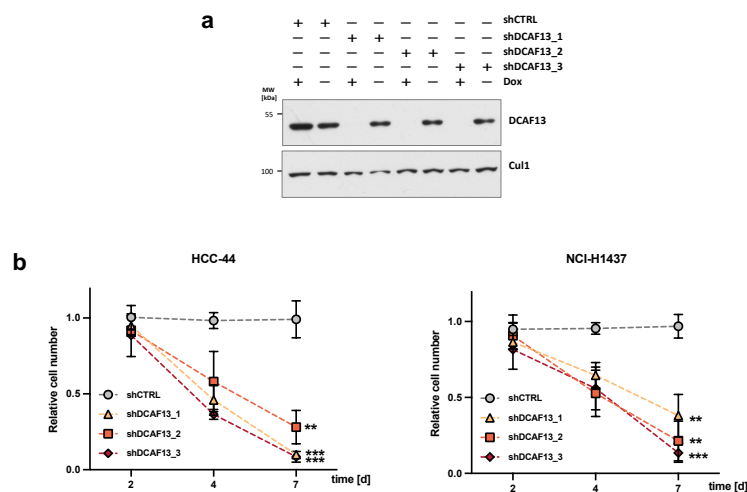 a
+ + − − − − − − shCTRL
− − + + − − − − shDCAF13_1
− − − − + + − − shDCAF13_2
− − − − − − + + shDCAF13_3
+ − + − + − + − Dox
MW
[kDa]
55
DCAF13
100
Cul1
b
HCC-44
Relative cell number
1.0
0.5
0.0
shCTRL
shDCAF13_1
shDCAF13_2
shDCAF13_3
**
***
***
2 4 7 time [d]
NCI-H1437
Relative cell number
1.0
0.5
0.0
shCTRL
shDCAF13_1
shDCAF13_2
shDCAF13_3
**
**
***
2 4 7 time [d]